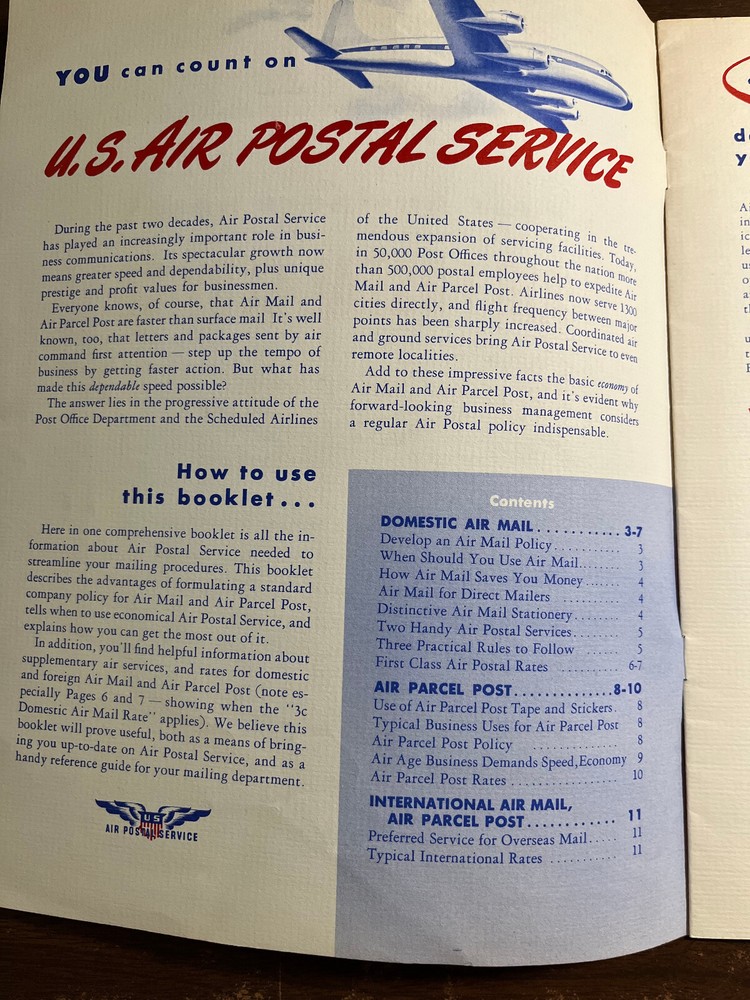 YOU can count on
U.S. AIR POSTAL SERVICE
During the past two decades, Air Postal Service
has played an increasingly important role in busi-
ness communications. Its spectacular growth now
means greater speed and dependability, plus unique
prestige and profit values for businessmen.
Everyone knows, of course, that Air Mail and
Air Parcel Post are faster than surface mail It's well
known, too, that letters and packages sent by air
command first attention — step up the tempo of
business by getting faster action. But what has
made this dependable speed possible?
The answer lies in the progressive attitude of the
Post Office Department and the Scheduled Airlines
of the United States — cooperating in the tre-
mendous expansion of servicing facilities. Today,
in 50,000 Post Offices throughout the nation more
than 500,000 postal employees help to expedite Air
Mail and Air Parcel Post. Airlines now serve 1300
cities directly, and flight frequency between major
points has been sharply increased. Coordinated air
and ground services bring Air Postal Service to even
remote localities.
Add to these impressive facts the basic economy of
Air Mail and Air Parcel Post, and it's evident why
forward-looking business management considers
a regular Air Postal policy indispensable.
How to use
this booklet...
Here in one comprehensive booklet is all the in-
formation about Air Postal Service needed to
streamline your mailing procedures. This booklet
describes the advantages of formulating a standard
company policy for Air Mail and Air Parcel Post,
tells when to use economical Air Postal Service, and
explains how you can get the most out of it.
In addition, you'll find helpful information about
supplementary air services, and rates for domestic
and foreign Air Mail and Air Parcel Post (note es-
pecially Pages 6 and 7 — showing when the "3c
Domestic Air Mail Rate" applies). We believe this
booklet will prove useful, both as a means of bring-
ing you up-to-date on Air Postal Service, and as a
handy reference guide for your mailing department.
US
AIR POSTAL SERVICE
Contents
DOMESTIC AIR MAIL........... 3-7
Develop an Air Mail Policy......... 3
When Should You Use Air Mail...... 3
How Air Mail Saves You Money..... 4
Air Mail for Direct Mailers ........ 4
Distinctive Air Mail Stationery...... 4
Two Handy Air Postal Services...... 5
Three Practical Rules to Follow ..... 5
First Class Air Postal Rates ........ 6-7
AIR PARCEL POST.............8-10
Use of Air Parcel Post Tape and Stickers. 8
Typical Business Uses for Air Parcel Post 8
Air Parcel Post Policy ............ 8
Air Age Business Demands Speed, Economy 9
Air Parcel Post Rates ............. 10
INTERNATIONAL AIR MAIL,
AIR PARCEL POST............ 11
Preferred Service for Overseas Mail..... 11
Typical International Rates ......... 11